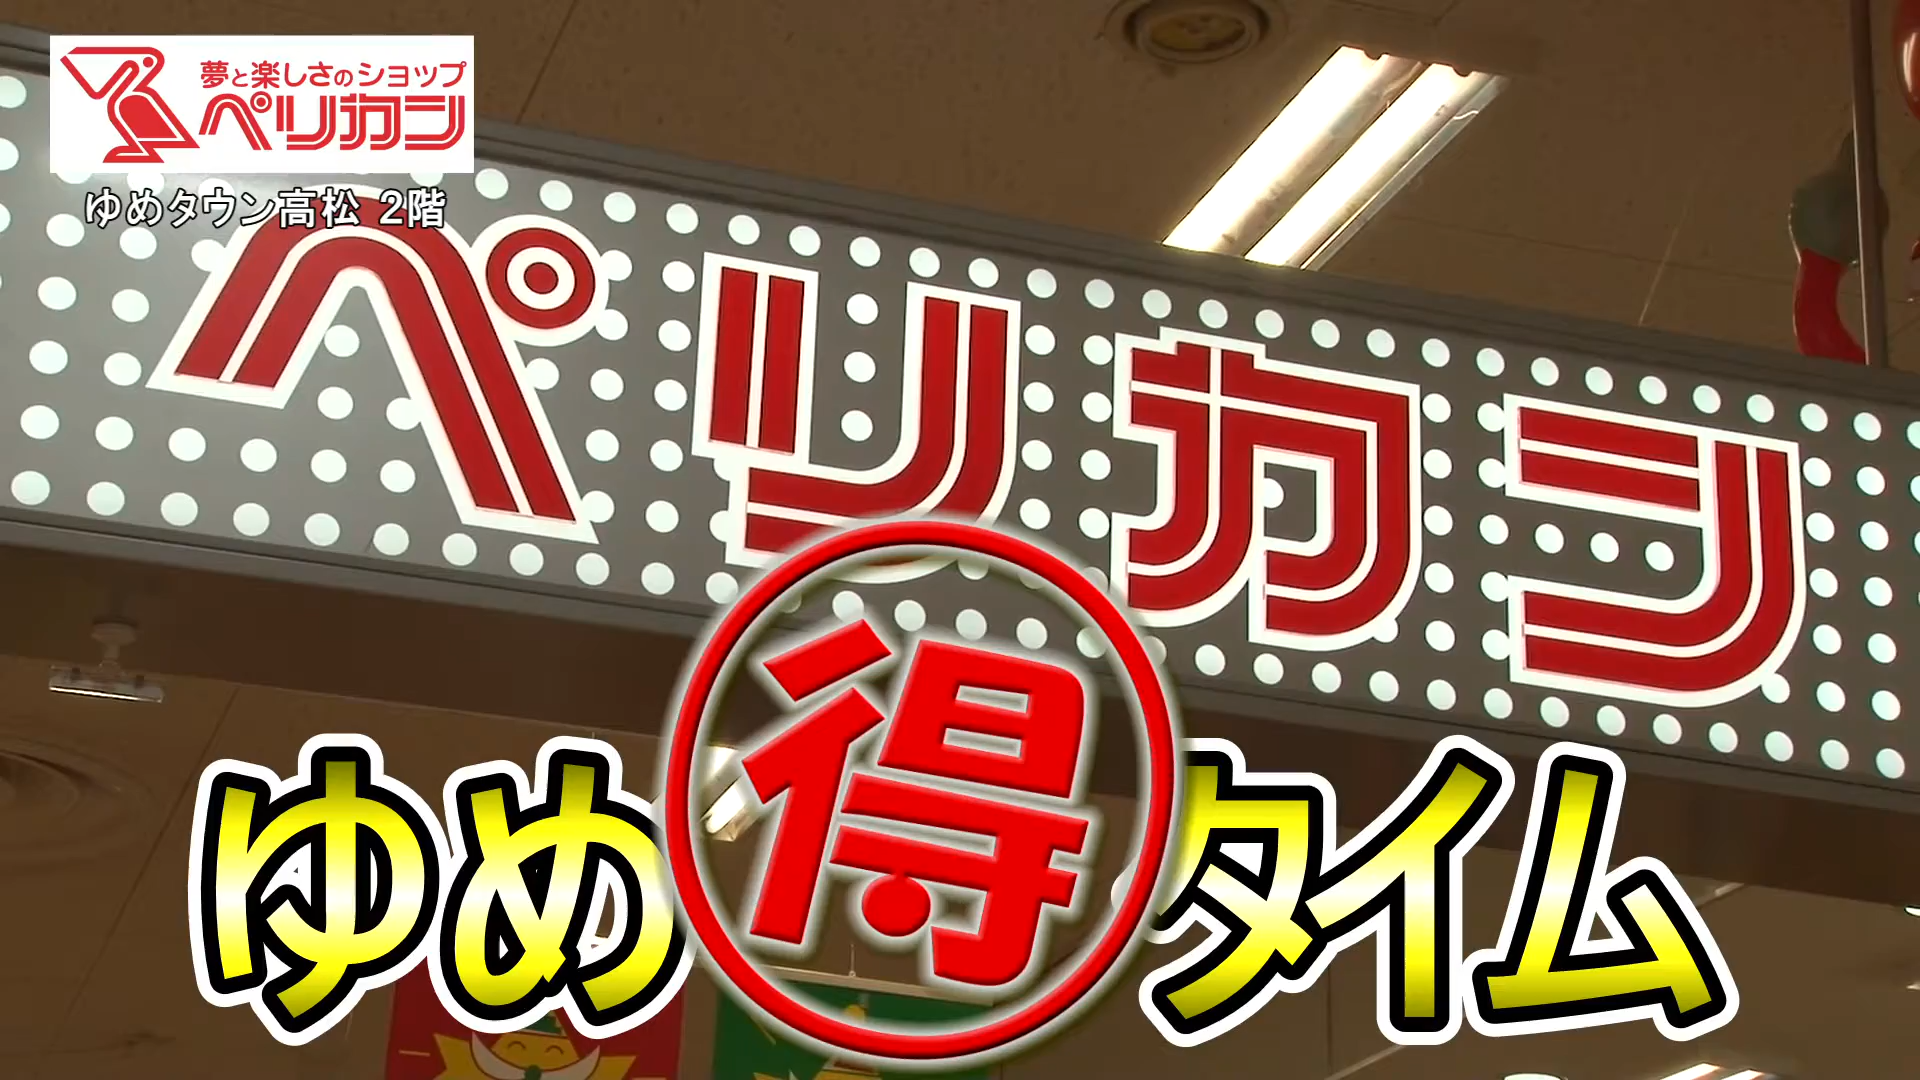 夢と楽しさのショップ
ペリカン
ゆめタウン高松 2階
ペリカン
ゆめ得タイム